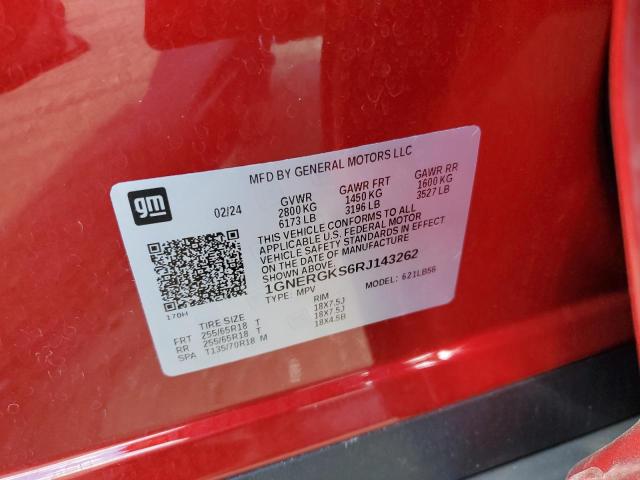 MFD BY GENERAL MOTORS LLC
gm
02/24 GVWR GAWR FRT GAWR RR
2800 KG 1450 KG 1600 KG
6173 LB 3196 LB 3527 LB
THIS VEHICLE CONFORMS TO ALL
APPLICABLE U.S. FEDERAL MOTOR
VEHICLE SAFETY STANDARDS IN EFFECT
ON THE DATE OF MANUFACTURE
SHOWN ABOVE.
1GNERGKS6RJ143262
TYPE: MPV MODEL: 621LB56
170H
TIRE SIZE RIM
FRT 255/65R18 T 18X7.5J
RR 255/65R18 T 18X7.5J
SPA T135/70R18 M 18X4.5B